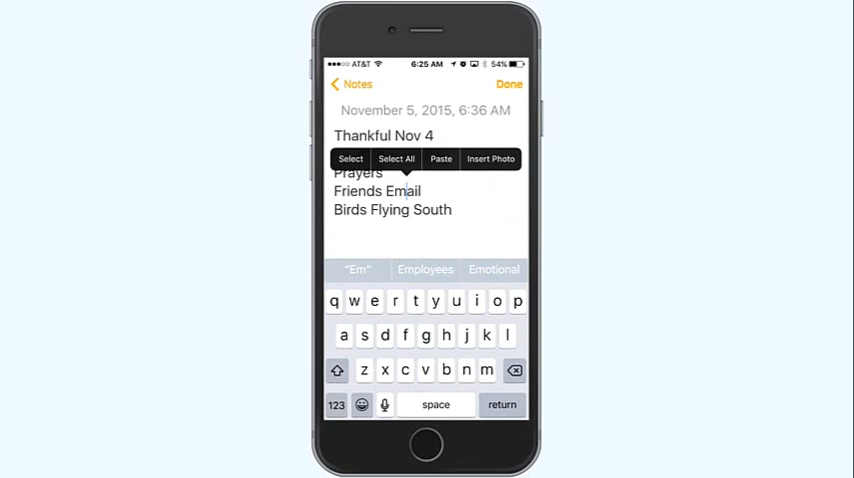 AT&T 6:25 AM 54%
Notes Done
November 5, 2015, 6:36 AM
Thankful Nov 4
Select Select All Paste Insert Photo
Prayers
Friends Email
Birds Flying South
"Em" Employees Emotional
q w e r t y u i o p
a s d f g h j k l
z x c v b n m
123 space return